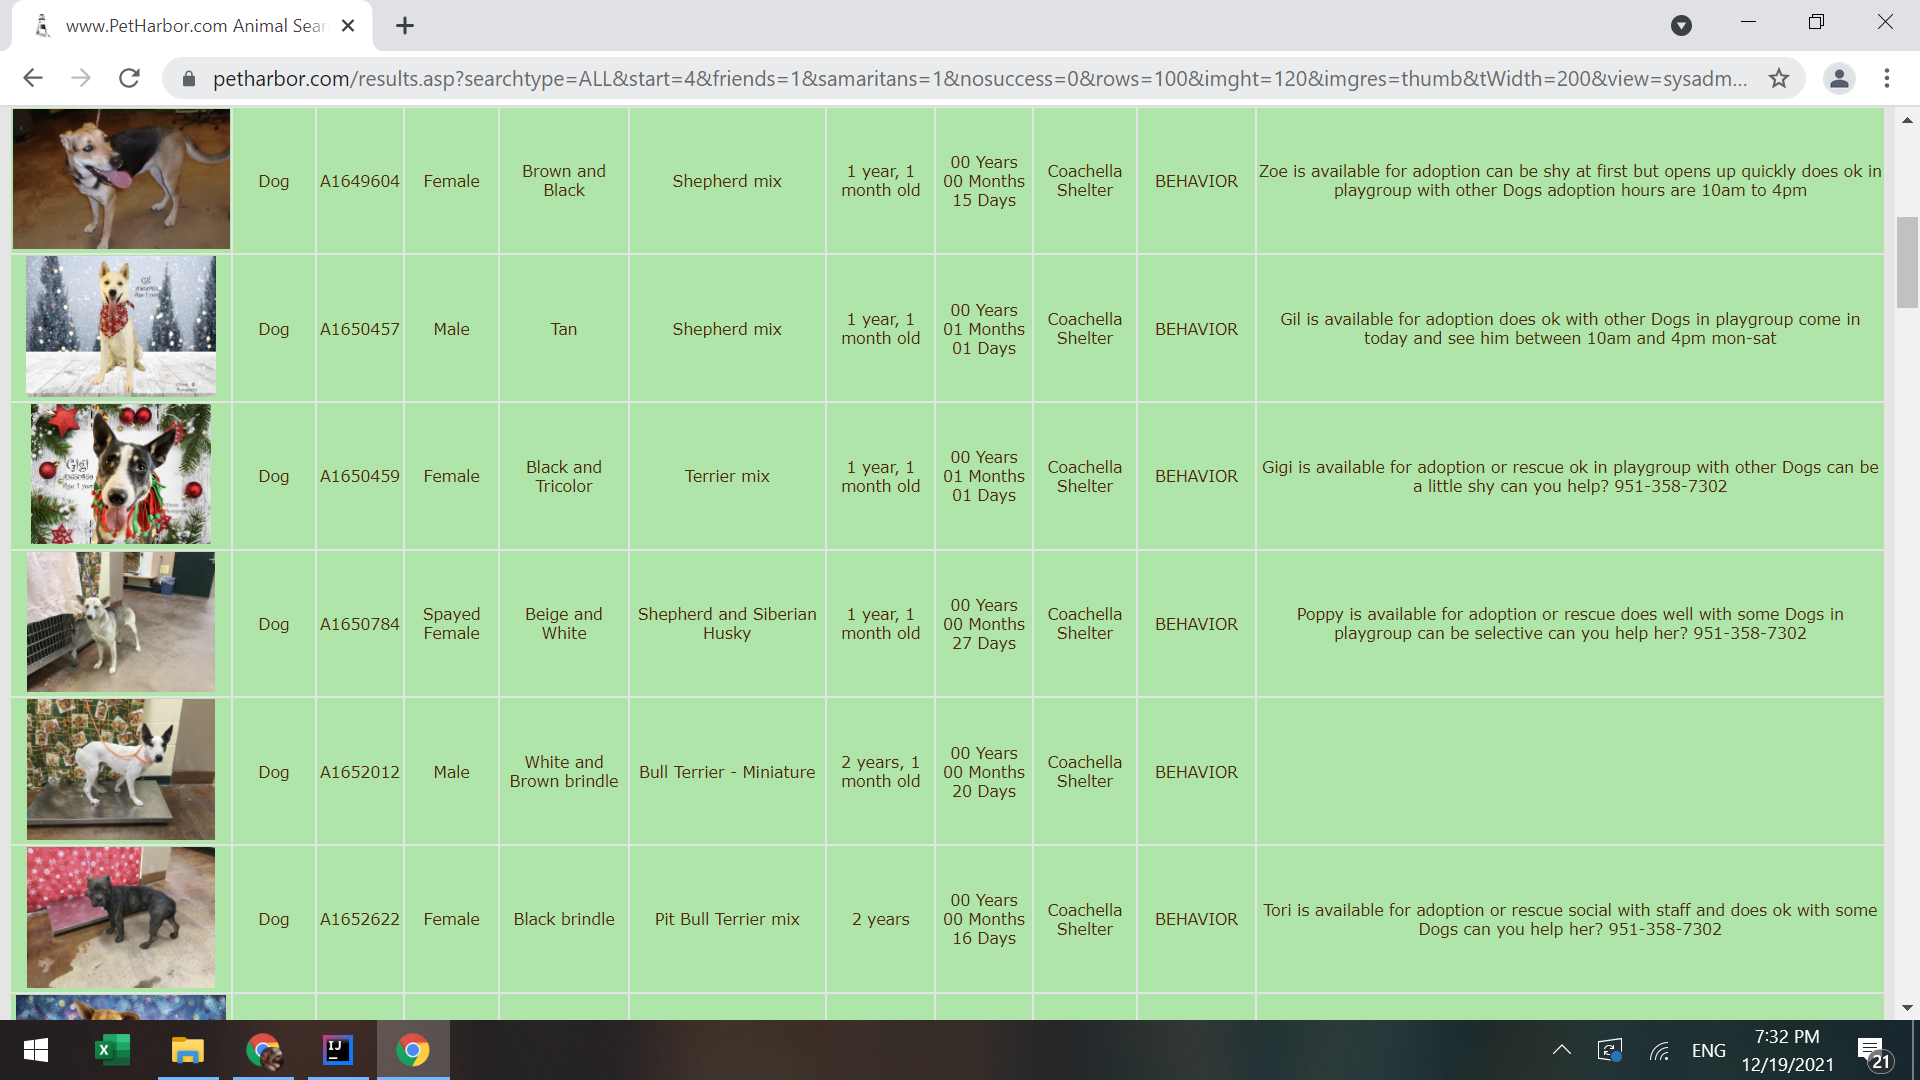 www.PetHarbor.com Animal Sear
petharbor.com/results.asp?searchtype=ALL&start=4&friends=1&samaritans=1&nosuccess=0&rows=100&imght=120&imgres=thumb&tWidth=200&view=sysadm...
Dog
A1649604
Female
Brown and
Black
Shepherd mix
1 year, 1
month old
00 Years
00 Months
15 Days
Coachella
Shelter
BEHAVIOR
Zoe is available for adoption can be shy at first but opens up quickly does ok in
playgroup with other Dogs adoption hours are 10am to 4pm
Gil
Dog
A1650457
Male
Tan
Shepherd mix
1 year, 1
month old
00 Years
01 Months
01 Days
Coachella
Shelter
BEHAVIOR
Gil is available for adoption does ok with other Dogs in playgroup come in
today and see him between 10am and 4pm mon-sat
Gigi
Dog
A1650459
Female
Black and
Tricolor
Terrier mix
1 year, 1
month old
00 Years
01 Months
01 Days
Coachella
Shelter
BEHAVIOR
Gigi is available for adoption or rescue ok in playgroup with other Dogs can be
a little shy can you help? 951-358-7302
Dog
A1650784
Spayed
Female
Beige and
White
Shepherd and Siberian
Husky
1 year, 1
month old
00 Years
00 Months
27 Days
Coachella
Shelter
BEHAVIOR
Poppy is available for adoption or rescue does well with some Dogs in
playgroup can be selective can you help her? 951-358-7302
Dog
A1652012
Male
White and
Brown brindle
Bull Terrier - Miniature
2 years, 1
month old
00 Years
00 Months
20 Days
Coachella
Shelter
BEHAVIOR
Dog
A1652622
Female
Black brindle
Pit Bull Terrier mix
2 years
00 Years
00 Months
16 Days
Coachella
Shelter
BEHAVIOR
Tori is available for adoption or rescue social with staff and does ok with some
Dogs can you help her? 951-358-7302
X
IJ
ENG
7:32 PM
12/19/2021
21